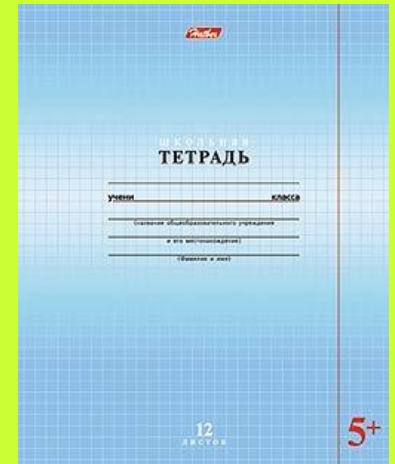 Hatber
ШКОЛЬНАЯ
ТЕТРАДЬ
учени класса
(название общеобразовательного учреждения
и его местонахождение)
(Фамилия и имя)
12
ЛИСТОВ
5+